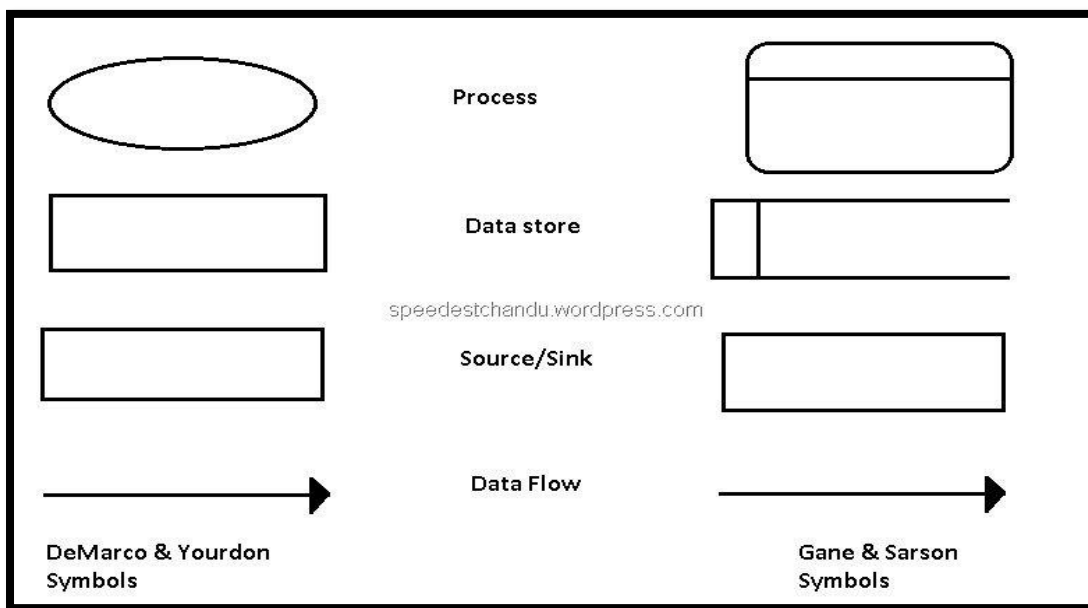 Process
Data store
speedestchandu.wordpress.com
Source/Sink
Data Flow
DeMarco & Yourdon
Symbols
Gane & Sarson
Symbols